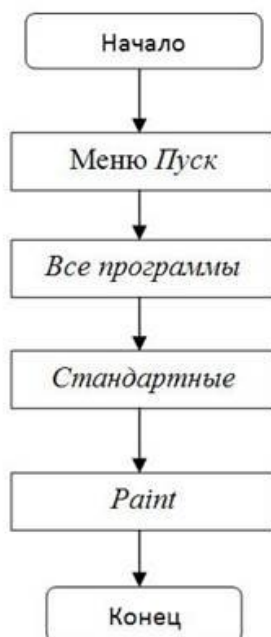 Начало
Меню Пуск
Все программы
Стандартные
Paint
Конец